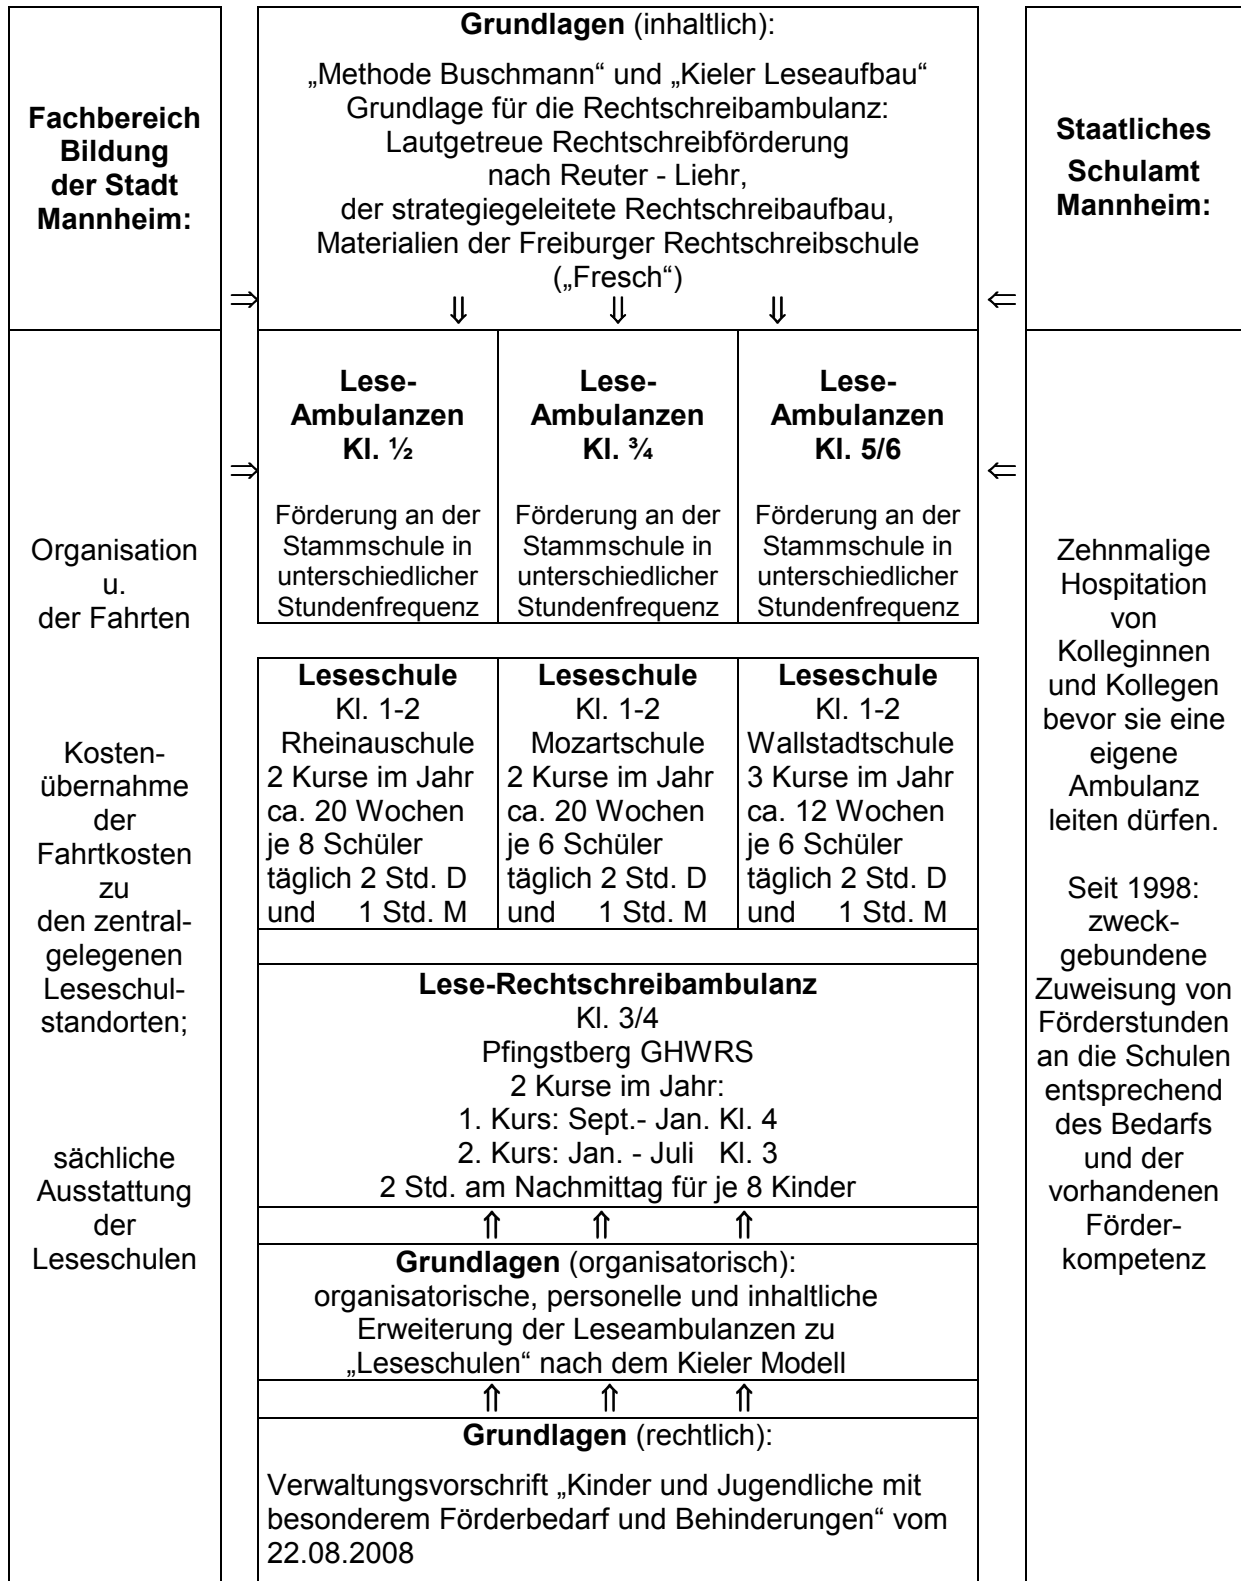 Fachbereich
Bildung
der Stadt
Mannheim:
Organisation
u.
der Fahrten
Kosten-
übernahme
der
Fahrtkosten
zu
den zentral-
gelegenen
Leseschul-
standorten;
sächliche
Ausstattung
der
Leseschulen
⇒
⇒
Grundlagen (inhaltlich):
„Methode Buschmann“ und „Kieler Leseaufbau“
Grundlage für die Rechtschreibambulanz:
Lautgetreue Rechtschreibförderung
nach Reuter - Liehr,
der strategiegeleitete Rechtschreibaufbau,
Materialien der Freiburger Rechtschreibschule
(„Fresch“)
⇓ ⇓ ⇓
Lese-
Ambulanzen
Kl. ½
Förderung an der
Stammschule in
unterschiedlicher
Stundenfrequenz
Lese-
Ambulanzen
Kl. ¾
Förderung an der
Stammschule in
unterschiedlicher
Stundenfrequenz
Lese-
Ambulanzen
Kl. 5/6
Förderung an der
Stammschule in
unterschiedlicher
Stundenfrequenz
Leseschule
Kl. 1-2
Rheinauschule
2 Kurse im Jahr
ca. 20 Wochen
je 8 Schüler
täglich 2 Std. D
und 1 Std. M
Leseschule
Kl. 1-2
Mozartschule
2 Kurse im Jahr
ca. 20 Wochen
je 6 Schüler
täglich 2 Std. D
und 1 Std. M
Leseschule
Kl. 1-2
Wallstadtschule
3 Kurse im Jahr
ca. 12 Wochen
je 6 Schüler
täglich 2 Std. D
und 1 Std. M
Lese-Rechtschreibambulanz
Kl. 3/4
Pfingstberg GHWRS
2 Kurse im Jahr:
1. Kurs: Sept.- Jan. Kl. 4
2. Kurs: Jan. - Juli Kl. 3
2 Std. am Nachmittag für je 8 Kinder
⇑ ⇑ ⇑
Grundlagen (organisatorisch):
organisatorische, personelle und inhaltliche
Erweiterung der Leseambulanzen zu
„Leseschulen“ nach dem Kieler Modell
⇑ ⇑ ⇑
Grundlagen (rechtlich):
Verwaltungsvorschrift „Kinder und Jugendliche mit
besonderem Förderbedarf und Behinderungen“ vom
22.08.2008
⇐
⇐
Staatliches
Schulamt
Mannheim:
Zehnmalige
Hospitation
von
Kolleginnen
und Kollegen
bevor sie eine
eigene
Ambulanz
leiten dürfen.
Seit 1998:
zweck-
gebundene
Zuweisung von
Förderstunden
an die Schulen
entsprechend
des Bedarfs
und der
vorhandenen
Förder-
kompetenz